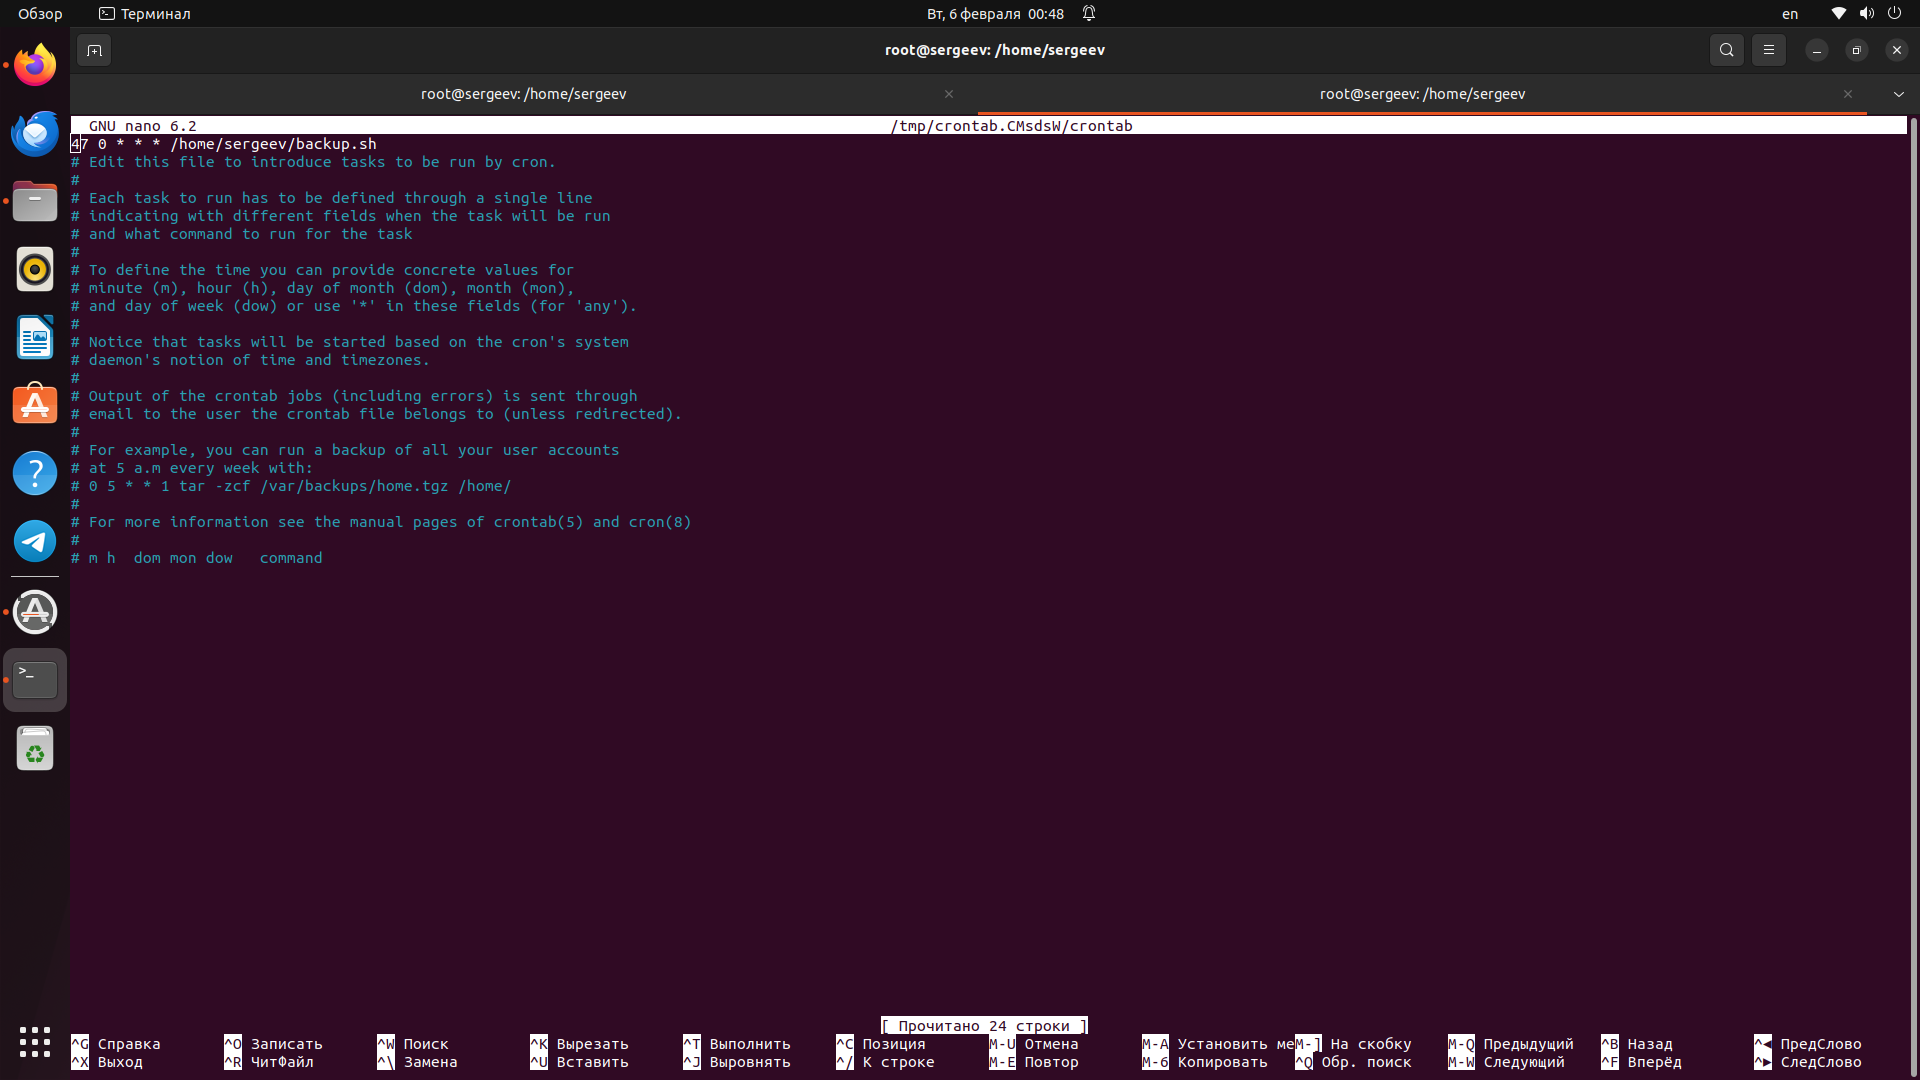 Обзор Терминал Вт, 6 февраля 00:48 en
root@sergeev: /home/sergeev
root@sergeev: /home/sergeev × root@sergeev: /home/sergeev ×
GNU nano 6.2 /tmp/crontab.CMsdsW/crontab
47 0 * * * /home/sergeev/backup.sh
# Edit this file to introduce tasks to be run by cron.
#
# Each task to run has to be defined through a single line
# indicating with different fields when the task will be run
# and what command to run for the task
#
# To define the time you can provide concrete values for
# minute (m), hour (h), day of month (dom), month (mon),
# and day of week (dow) or use '*' in these fields (for 'any').
#
# Notice that tasks will be started based on the cron's system
# daemon's notion of time and timezones.
#
# Output of the crontab jobs (including errors) is sent through
# email to the user the crontab file belongs to (unless redirected).
#
# For example, you can run a backup of all your user accounts
# at 5 a.m every week with:
# 0 5 * * 1 tar -zcf /var/backups/home.tgz /home/
#
# For more information see the manual pages of crontab(5) and cron(8)
#
# m h  dom mon dow   command
[ Прочитано 24 строки ]
^G Справка ^O Записать ^W Поиск ^K Вырезать ^T Выполнить ^C Позиция M-U Отмена M-A Установить ме M-] На скобку M-Q Предыдущий ^B Назад ^◀ ПредСлово
^X Выход ^R ЧитФайл ^\ Замена ^U Вставить ^J Выровнять ^/ К строке M-E Повтор M-6 Копировать ^Q Обр. поиск M-W Следующий ^F Вперёд ^▶ СледСлово